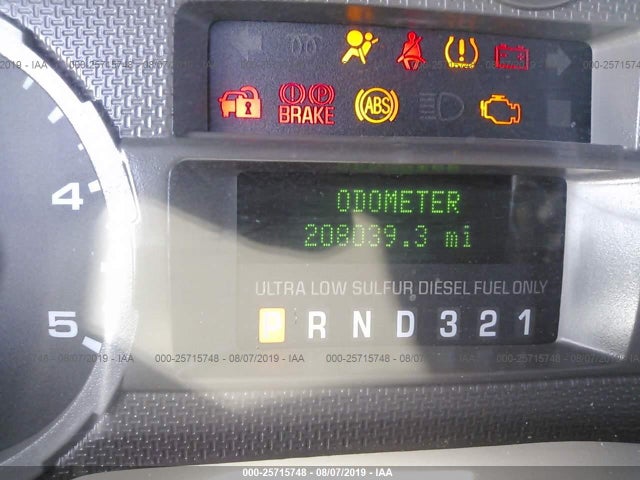 000-25715748 - 08/07/2019 - IAA
ABS
BRAKE
4
ODOMETER
208039.3 mi
ULTRA LOW SULFUR DIESEL FUEL ONLY
5
P R N D 3 2 1
000-25715748 - 08/07/2019 - IAA
000-25715748 - 08/07/2019 - IAA